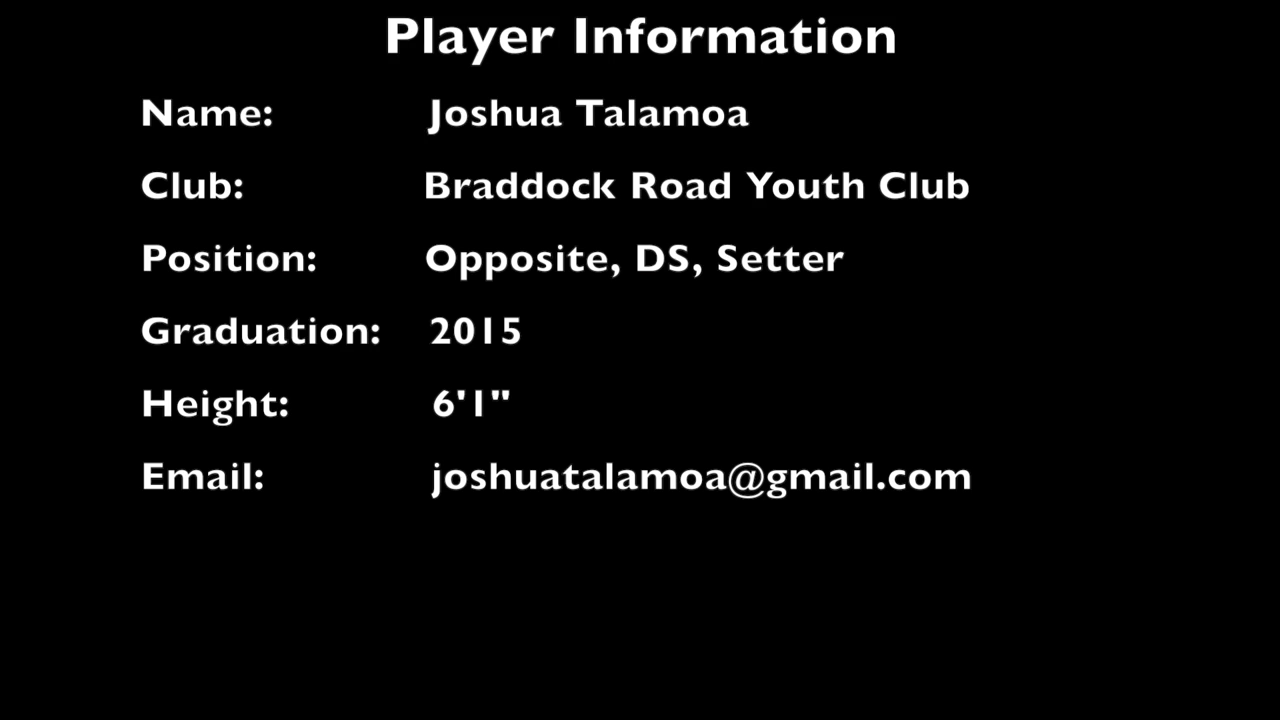 Player Information
Name: Joshua Talamoa
Club: Braddock Road Youth Club
Position: Opposite, DS, Setter
Graduation: 2015
Height: 6'1"
Email: joshuatalamoa@gmail.com